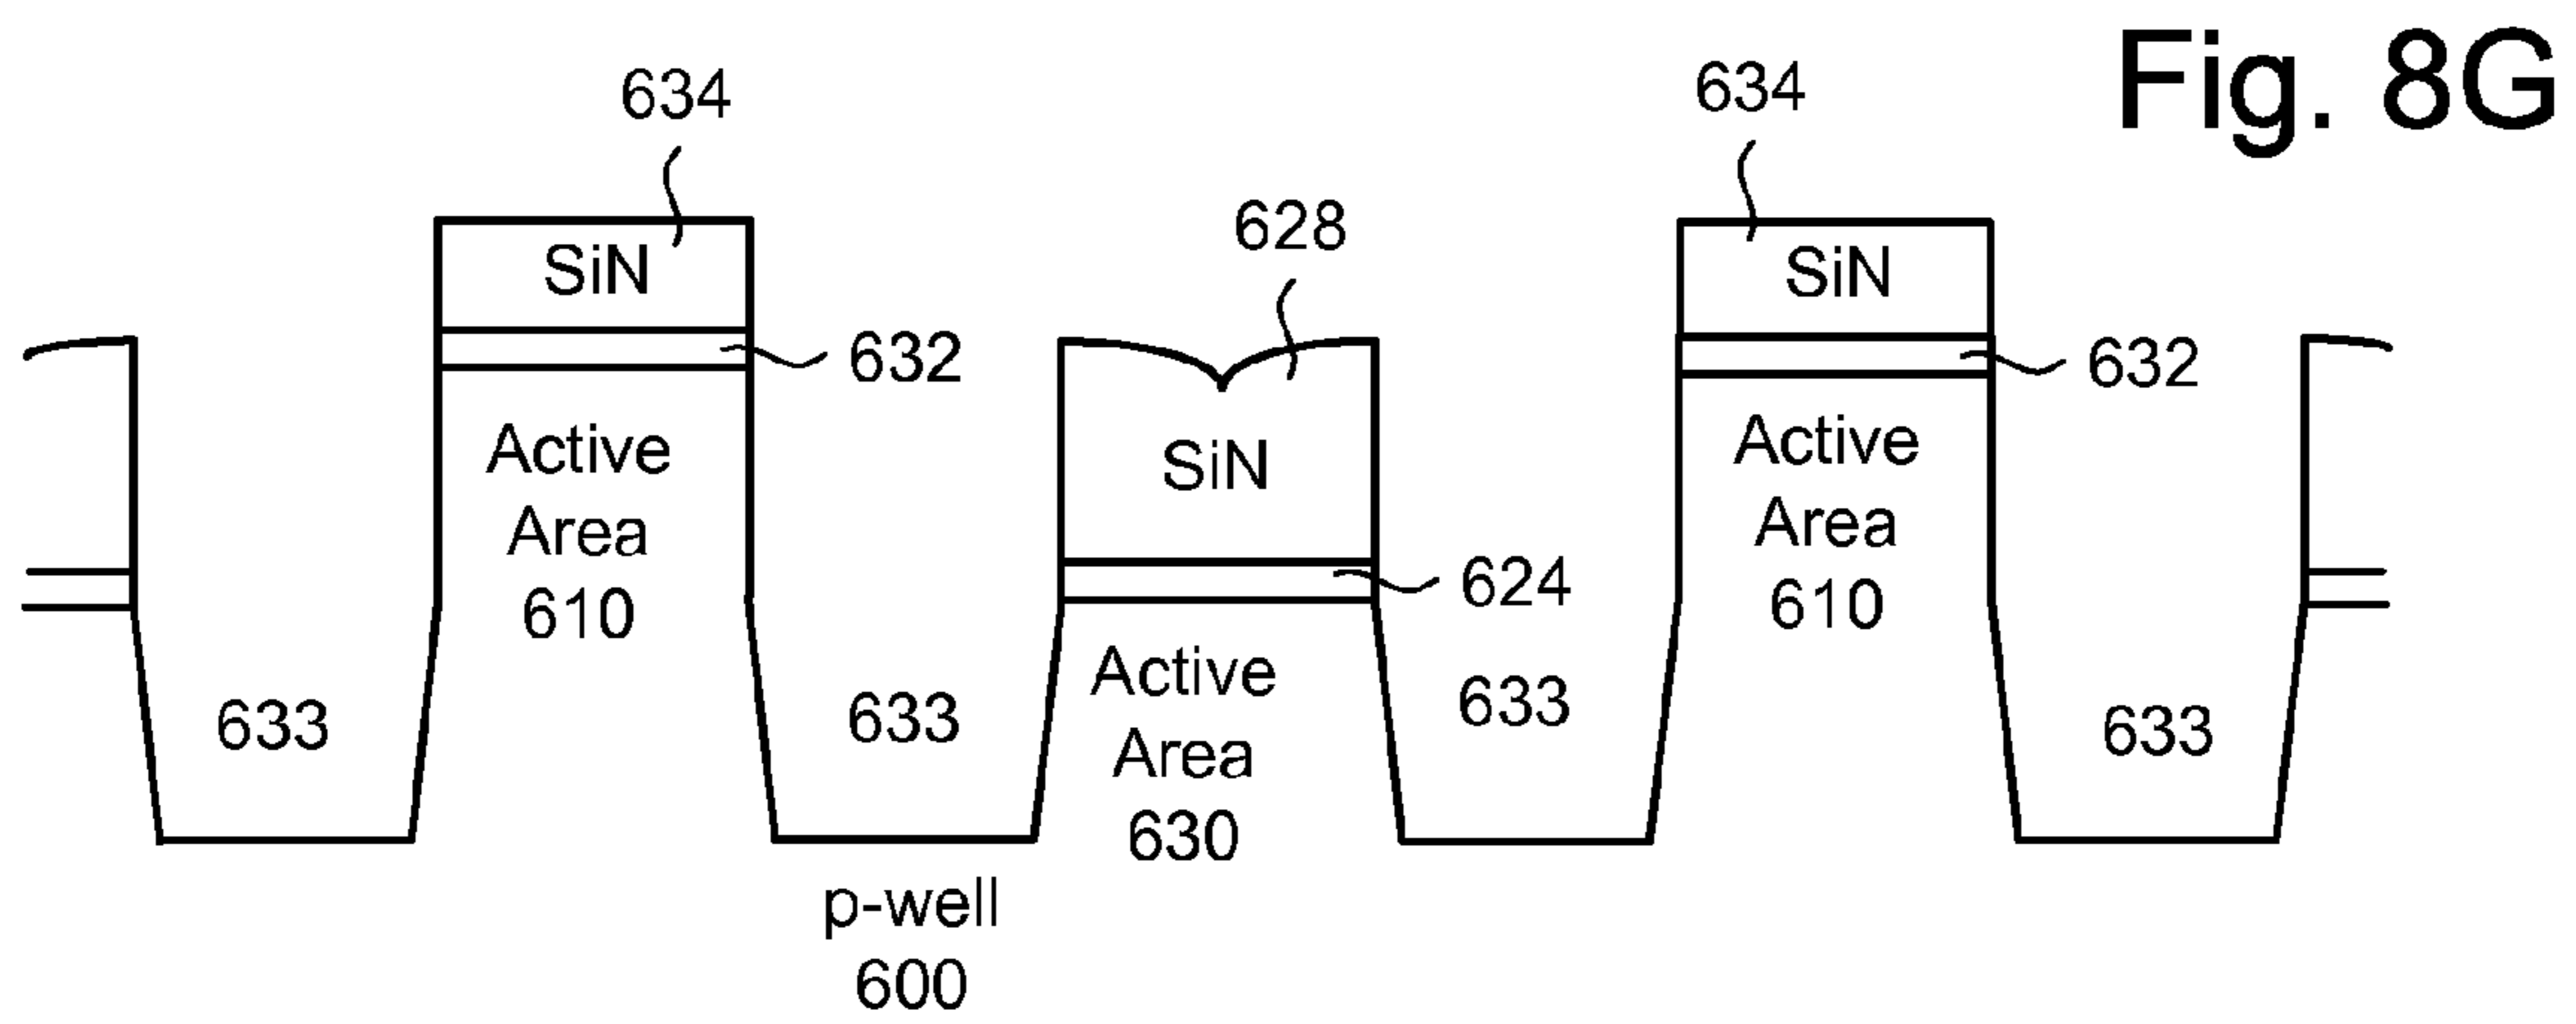 Fig. 8G
634
634
628
SiN
SiN
632
632
SiN
Active
Area
610
Active
Area
610
624
Active
Area
630
633
633
633
633
p-well
600